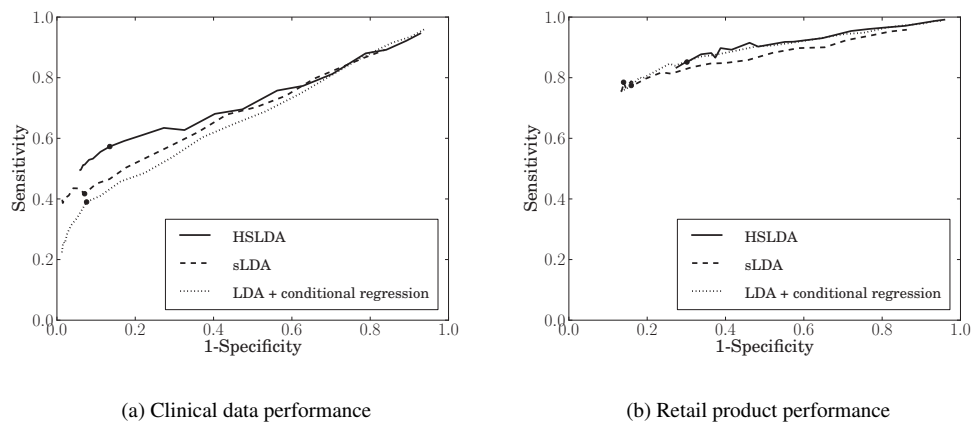 1.0
0.8
0.6
0.4
0.2
0.0
Sensitivity
0.0 0.2 0.4 0.6 0.8 1.0
1-Specificity
HSLDA
sLDA
LDA + conditional regression
(a) Clinical data performance
1.0
0.8
0.6
0.4
0.2
0.0
Sensitivity
0.0 0.2 0.4 0.6 0.8 1.0
1-Specificity
HSLDA
sLDA
LDA + conditional regression
(b) Retail product performance